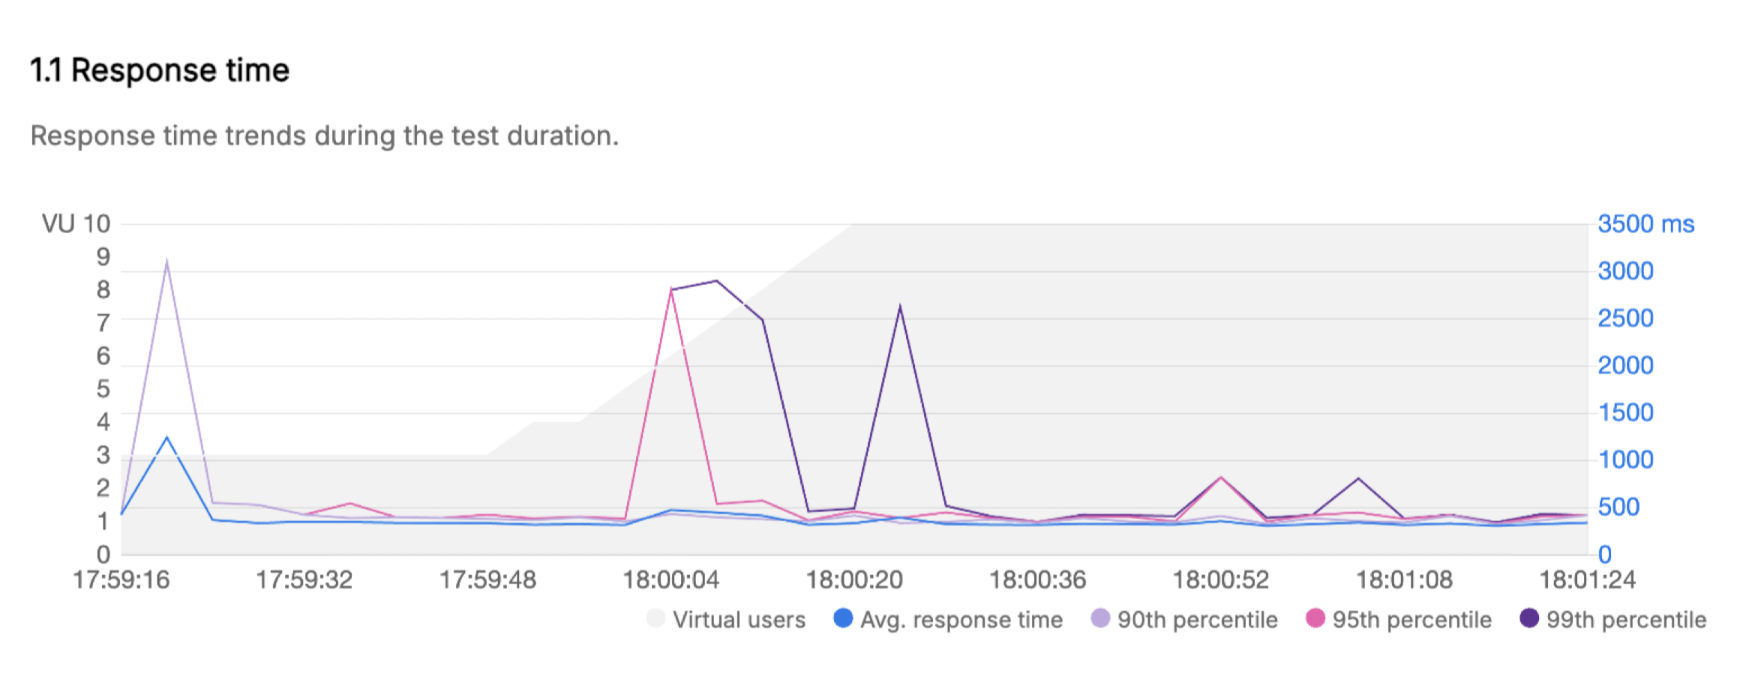 1.1 Response time
Response time trends during the test duration.
VU 10
9
8
7
6
5
4
3
2
1
0
3500 ms
3000
2500
2000
1500
1000
500
0
17:59:16 17:59:32 17:59:48 18:00:04 18:00:20 18:00:36 18:00:52 18:01:08 18:01:24
Virtual users Avg. response time 90th percentile 95th percentile 99th percentile